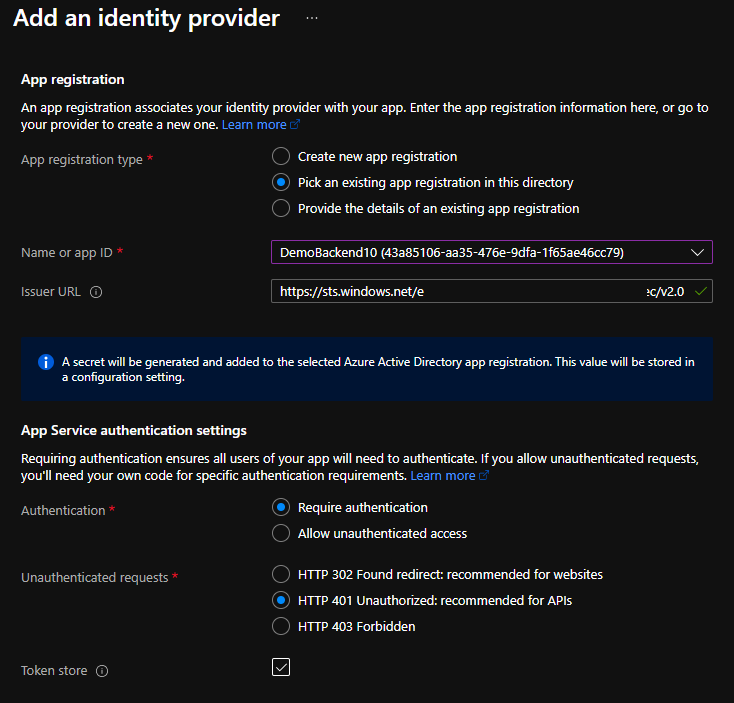 Add an identity provider ...
App registration
An app registration associates your identity provider with your app. Enter the app registration information here, or go to
your provider to create a new one. Learn more
App registration type *
Create new app registration
Pick an existing app registration in this directory
Provide the details of an existing app registration
Name or app ID *
DemoBackend10 (43a85106-aa35-476e-9dfa-1f65ae46cc79)
Issuer URL
https://sts.windows.net/e c/v2.0
A secret will be generated and added to the selected Azure Active Directory app registration. This value will be stored in
a configuration setting.
App Service authentication settings
Requiring authentication ensures all users of your app will need to authenticate. If you allow unauthenticated requests,
you'll need your own code for specific authentication requirements. Learn more
Authentication *
Require authentication
Allow unauthenticated access
Unauthenticated requests *
HTTP 302 Found redirect: recommended for websites
HTTP 401 Unauthorized: recommended for APIs
HTTP 403 Forbidden
Token store